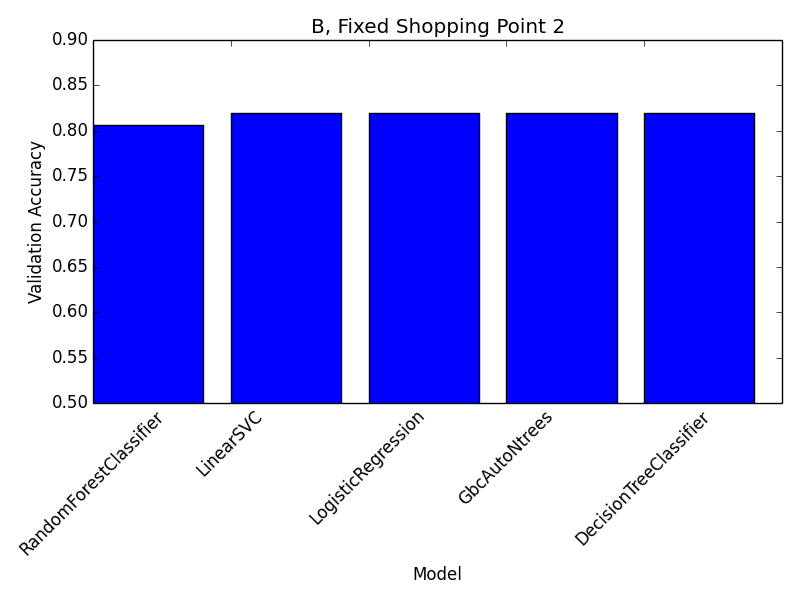 B, Fixed Shopping Point 2
0.90
0.85
0.80
0.75
0.70
0.65
0.60
0.55
0.50
Validation Accuracy
RandomForestClassifier
LinearSVC
LogisticRegression
GbcAutoNtrees
DecisionTreeClassifier
Model